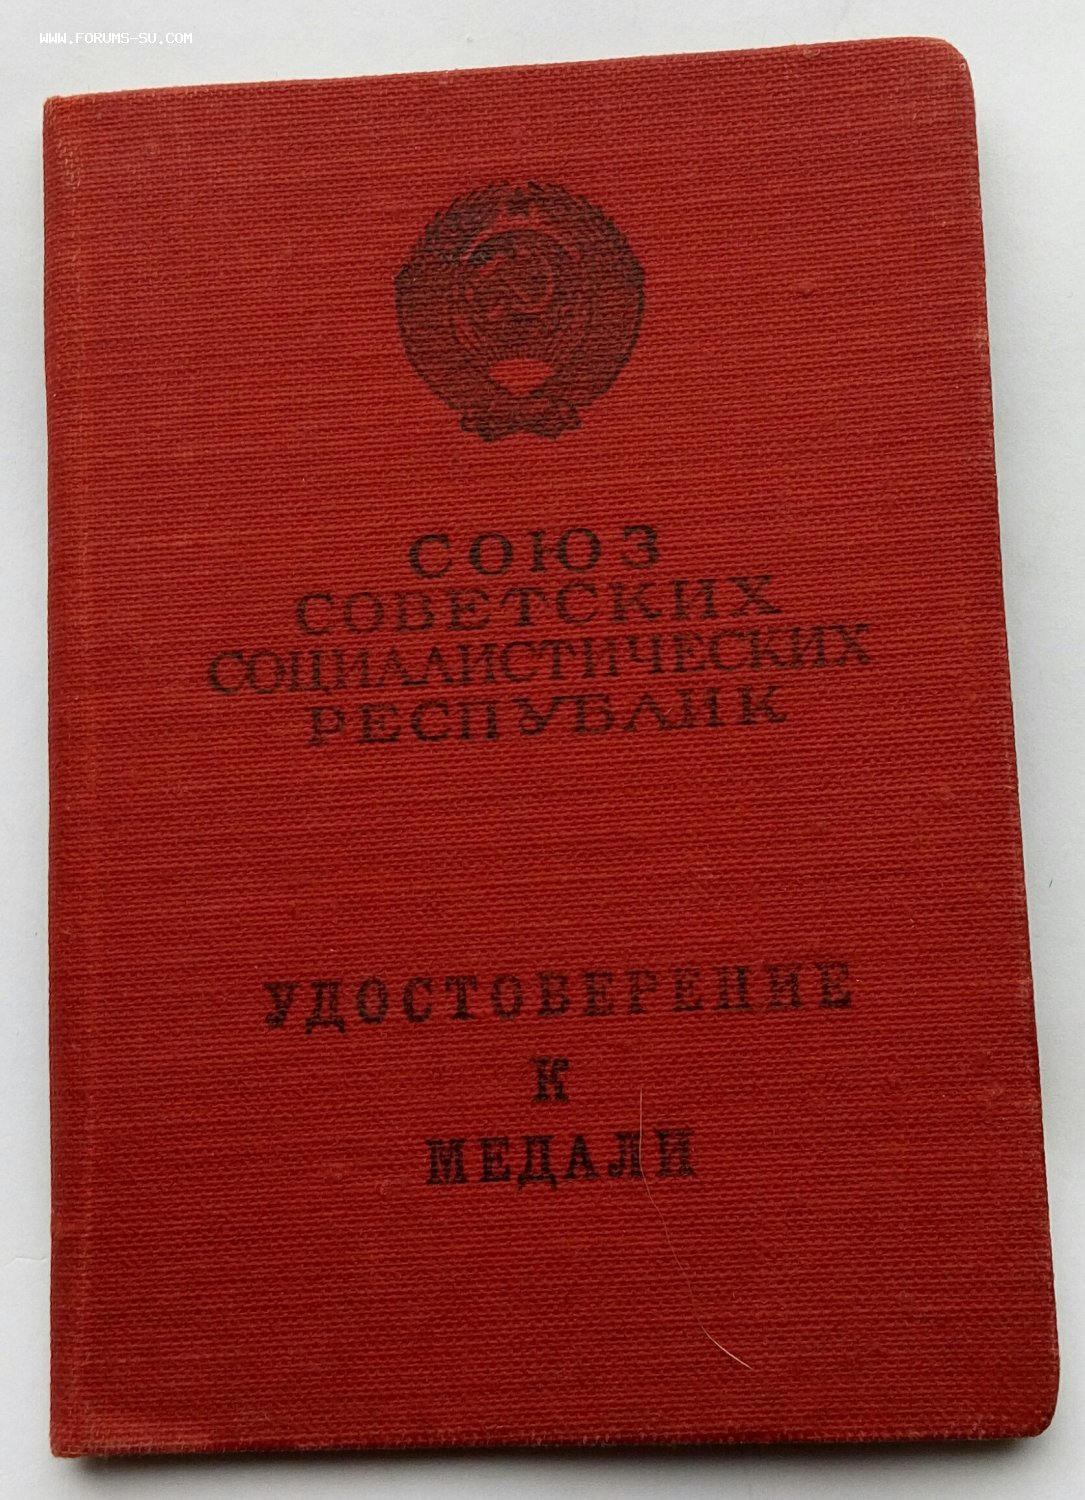 WWW.FORUMS-SU.COM
СОЮЗ
СОВЕТСКИХ
СОЦИАЛИСТИЧЕСКИХ
РЕСПУБЛИК
УДОСТОВЕРЕНИЕ
К
МЕДАЛИ